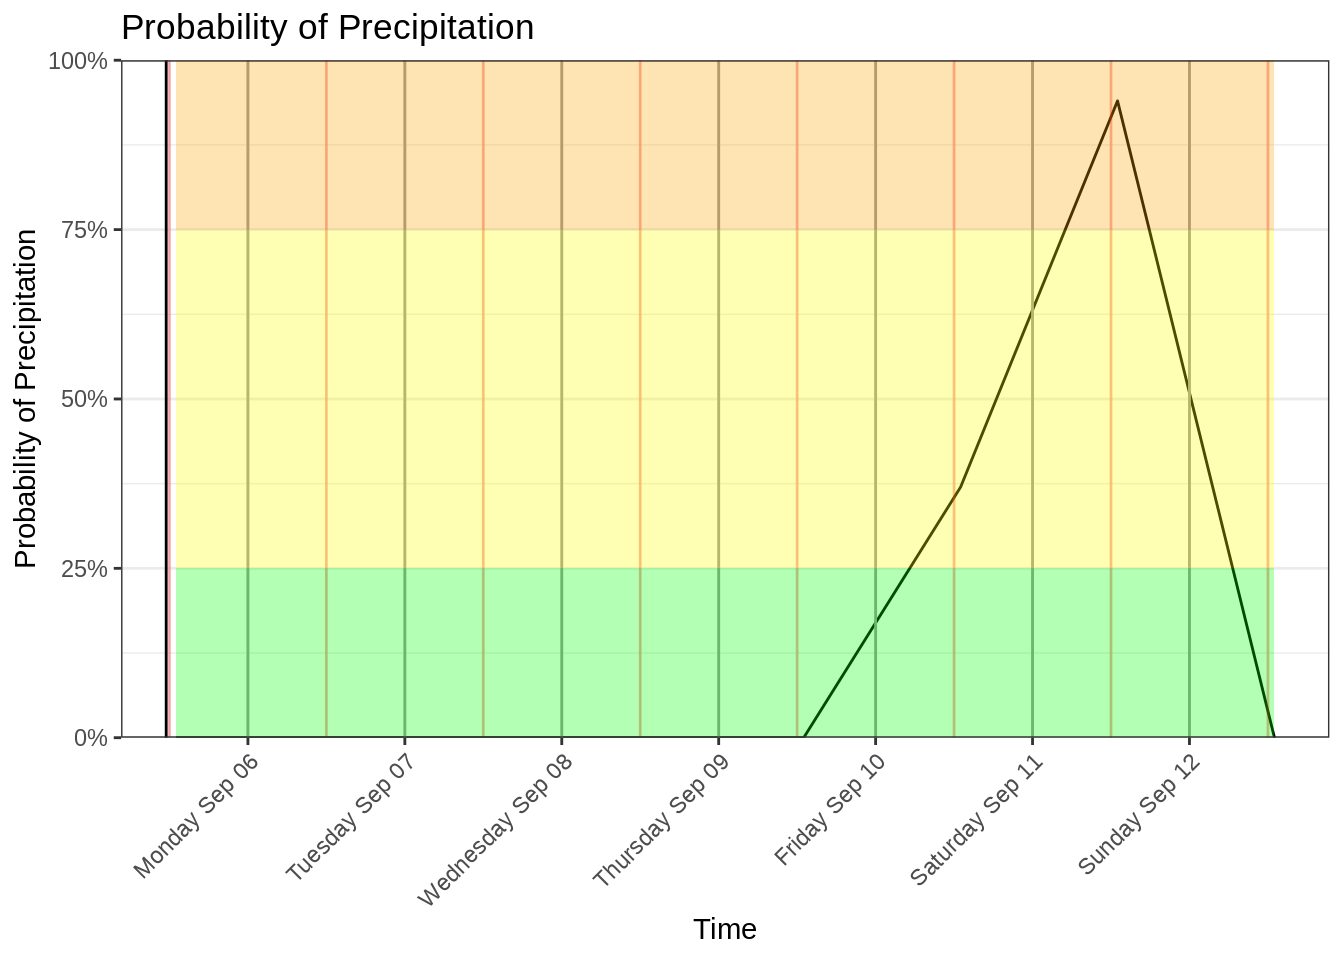 Probability of Precipitation
Probability of Precipitation
100%
75%
50%
25%
0%
Monday Sep 06
Tuesday Sep 07
Wednesday Sep 08
Thursday Sep 09
Friday Sep 10
Saturday Sep 11
Sunday Sep 12
Time